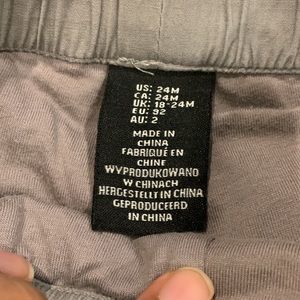 US: 24M
CA: 24M
UK: 18-24M
EU: 92
AU: 2
MADE IN
CHINA
FABRIQUÉ EN
CHINE
WYPRODUKOWANO
W CHINACH
HERGESTELLT IN CHINA
GEPRODUCEERD
IN CHINA